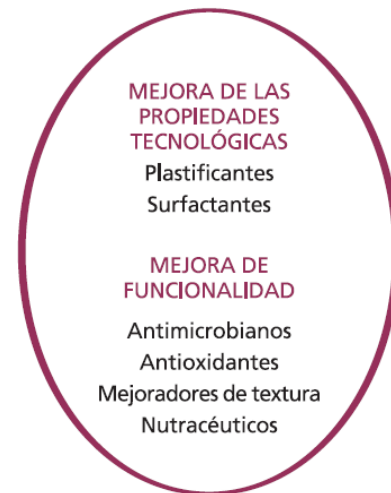 MEJORA DE LAS
PROPIEDADES
TECNOLÓGICAS
Plastificantes
Surfactantes
MEJORA DE
FUNCIONALIDAD
Antimicrobianos
Antioxidantes
Mejoradores de textura
Nutracéuticos